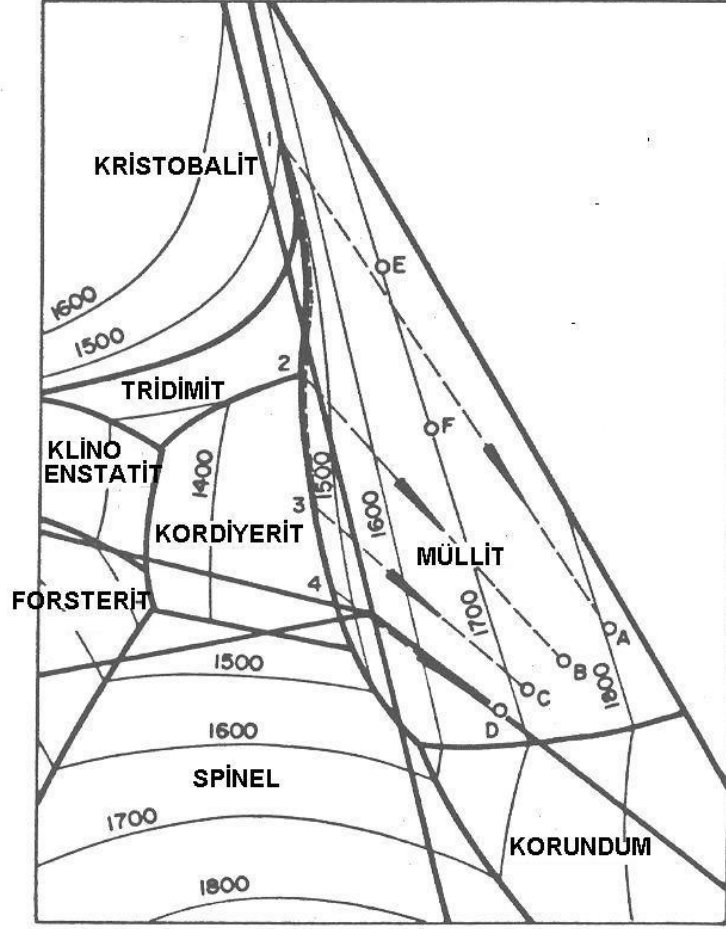 1
KRİSTOBALİT
E
1600
1500
2
TRİDİMİT
F
KLİNO
ENSTATİT
1400
1500
3
1600
KORDİYERİT
MÜLLİT
4
1700
FORSTERİT
A
B
1500
C
1800
D
1600
SPİNEL
1700
KORUNDUM
1800